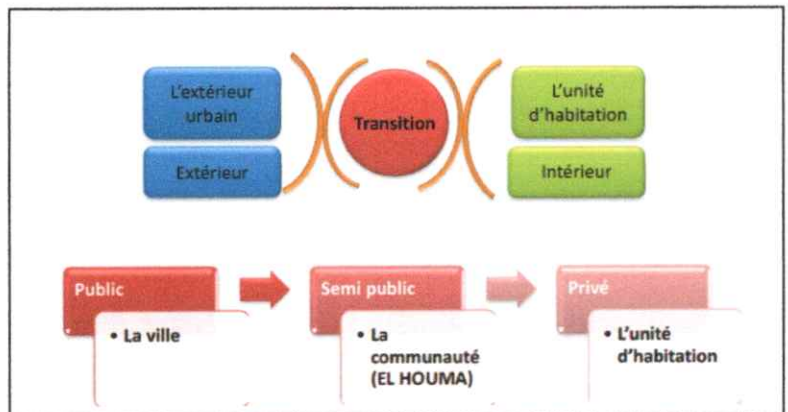 L'extérieur
urbain
Extérieur
Transition
L'unité
d'habitation
Intérieur
Public
• La ville
Semi public
• La
communauté
(EL HOUMA)
Privé
• L'unité
d'habitation